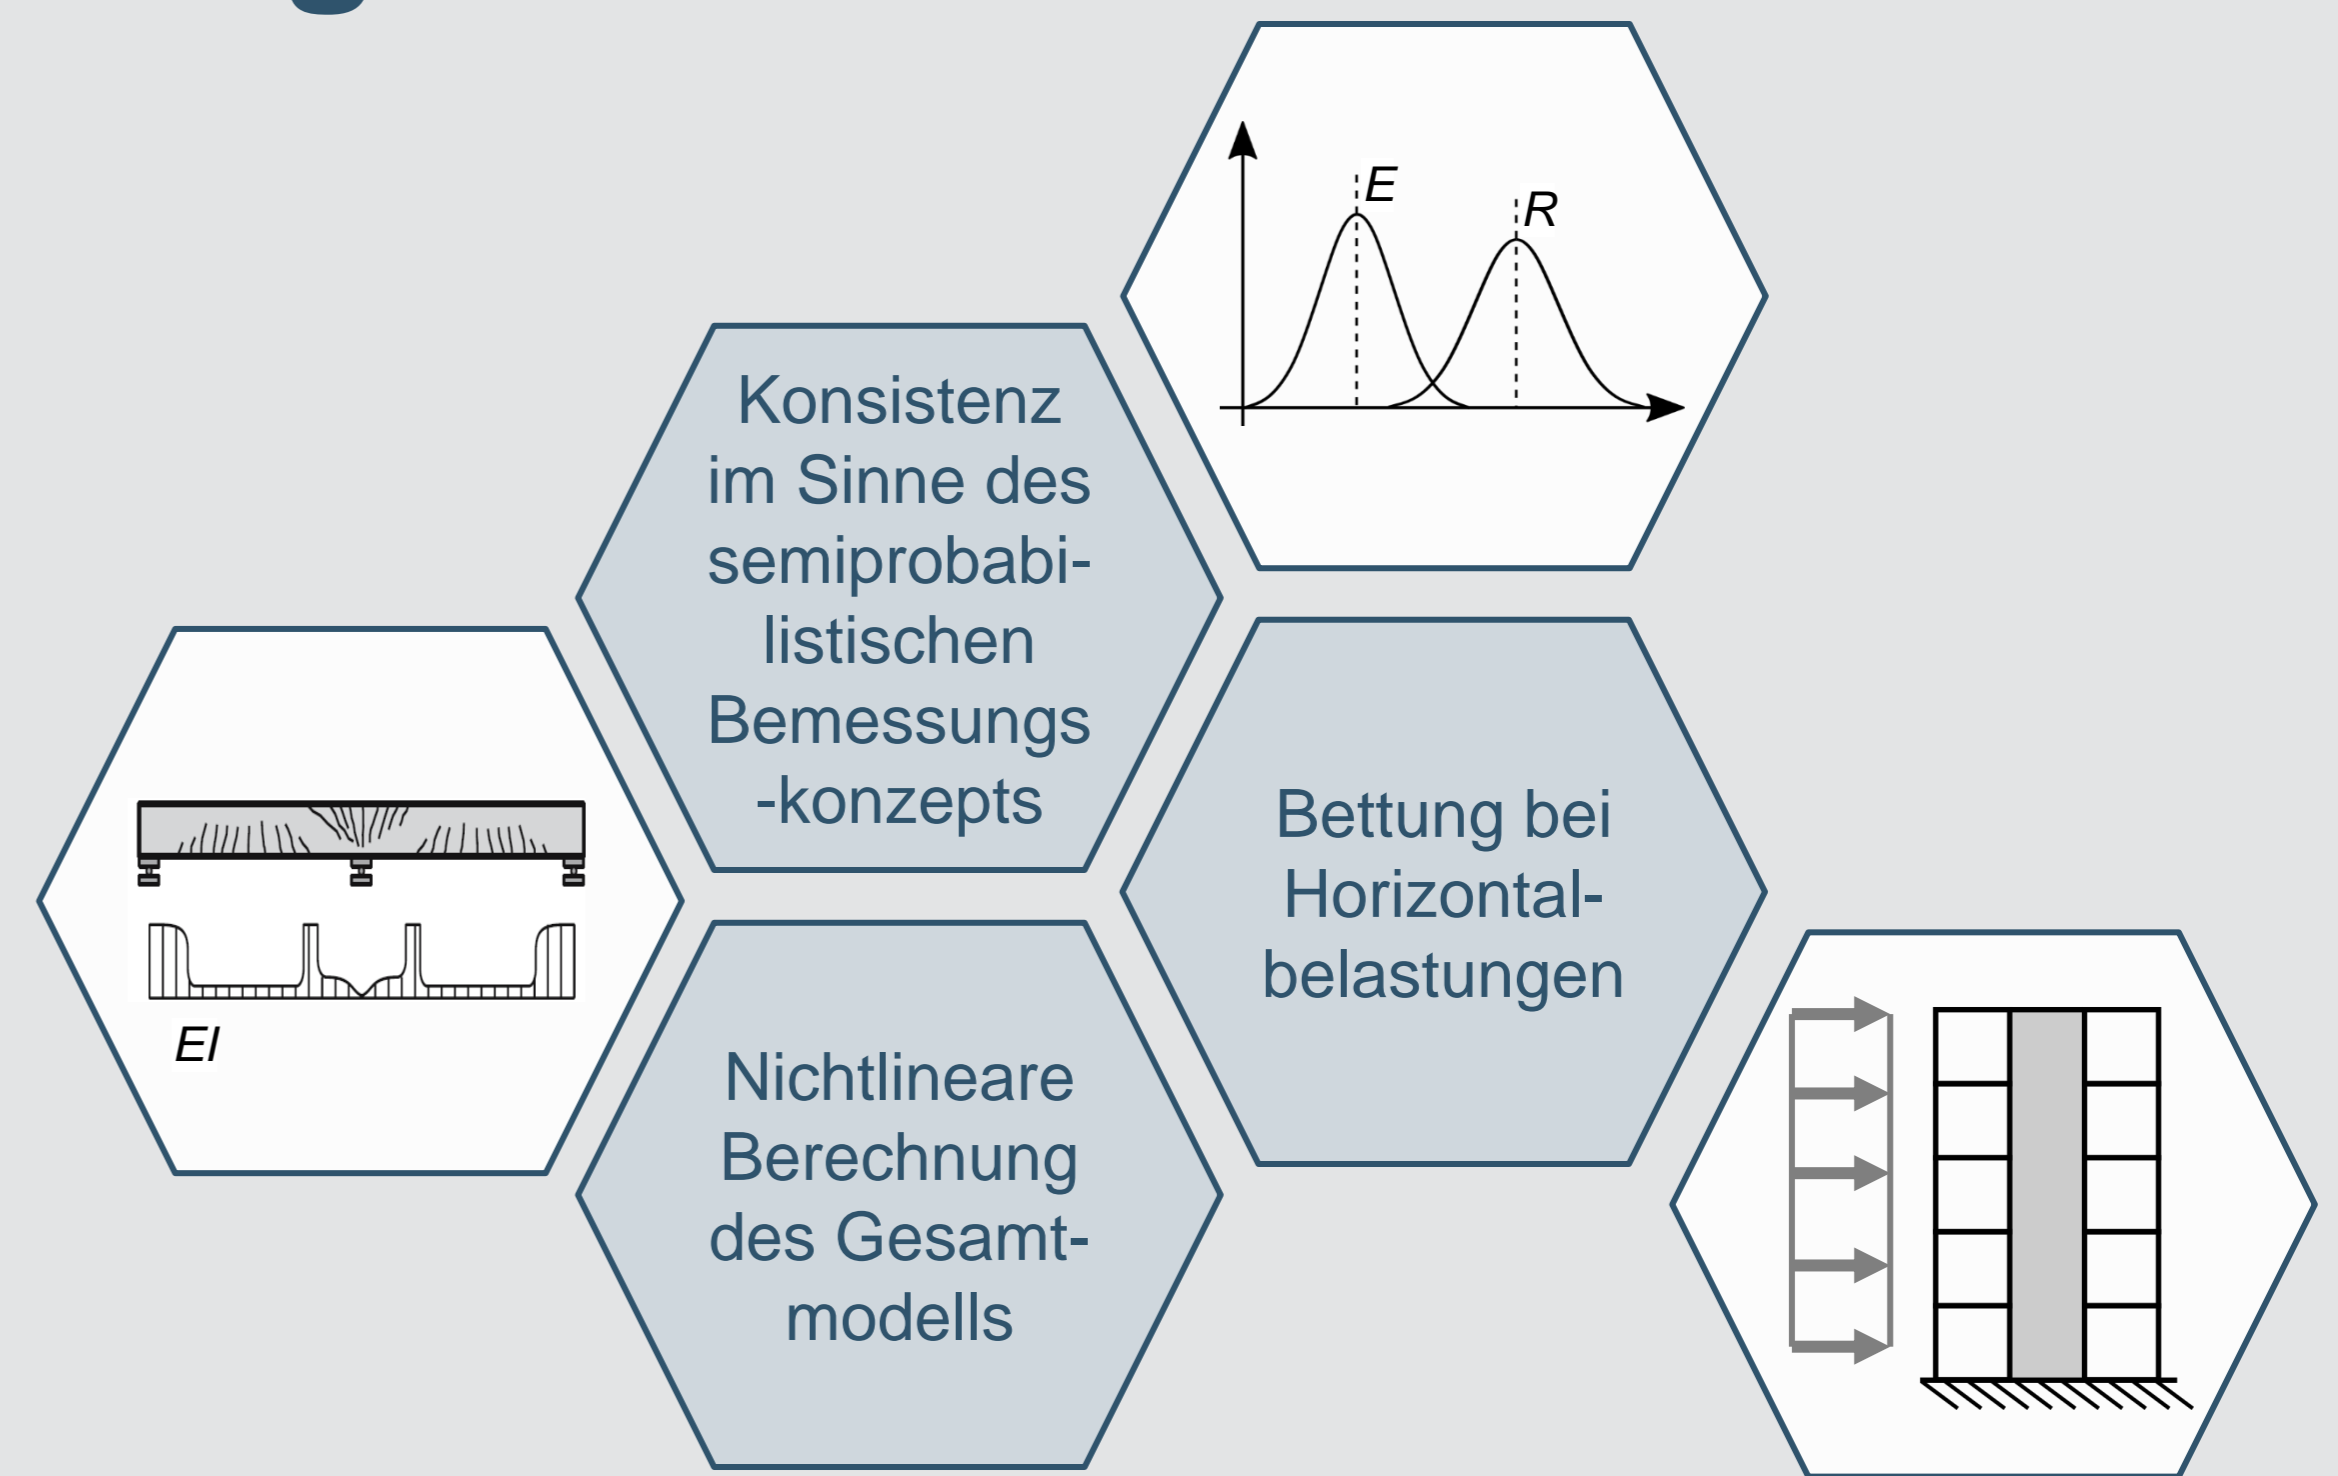 E
R
Konsistenz
im Sinne des
semiprobabi-
listischen
Bemessungs
-konzepts
Bettung bei
Horizontal-
belastungen
EI
Nichtlineare
Berechnung
des Gesamt-
modells